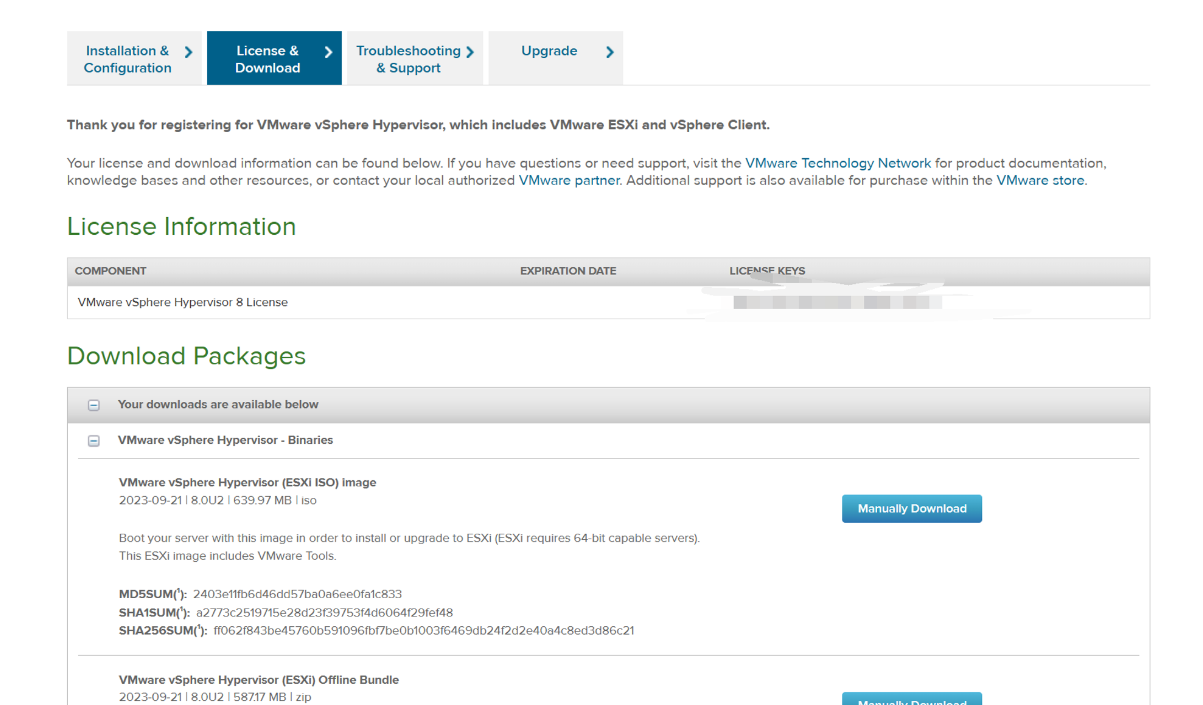 Installation & Configuration
License & Download
Troubleshooting & Support
Upgrade
Thank you for registering for VMware vSphere Hypervisor, which includes VMware ESXi and vSphere Client.
Your license and download information can be found below. If you have questions or need support, visit the VMware Technology Network for product documentation,
knowledge bases and other resources, or contact your local authorized VMware partner. Additional support is also available for purchase within the VMware store.
License Information
COMPONENT EXPIRATION DATE LICENSE KEYS
VMware vSphere Hypervisor 8 License
Download Packages
Your downloads are available below
VMware vSphere Hypervisor - Binaries
VMware vSphere Hypervisor (ESXi ISO) image
2023-09-21 | 8.0U2 | 639.97 MB | iso
Manually Download
Boot your server with this image in order to install or upgrade to ESXi (ESXi requires 64-bit capable servers).
This ESXi image includes VMware Tools.
MD5SUM(¹): 2403e11fb6d46dd57ba0a6ee0fa1c833
SHA1SUM(¹): a2773c2519715e28d23f39753f4d6064f29fef48
SHA256SUM(¹): ff062f843be45760b591096fbf7be0b1003f6469db24f2d2e40a4c8ed3d86c21
VMware vSphere Hypervisor (ESXi) Offline Bundle
2023-09-21 | 8.0U2 | 587.17 MB | zip
Manually Download